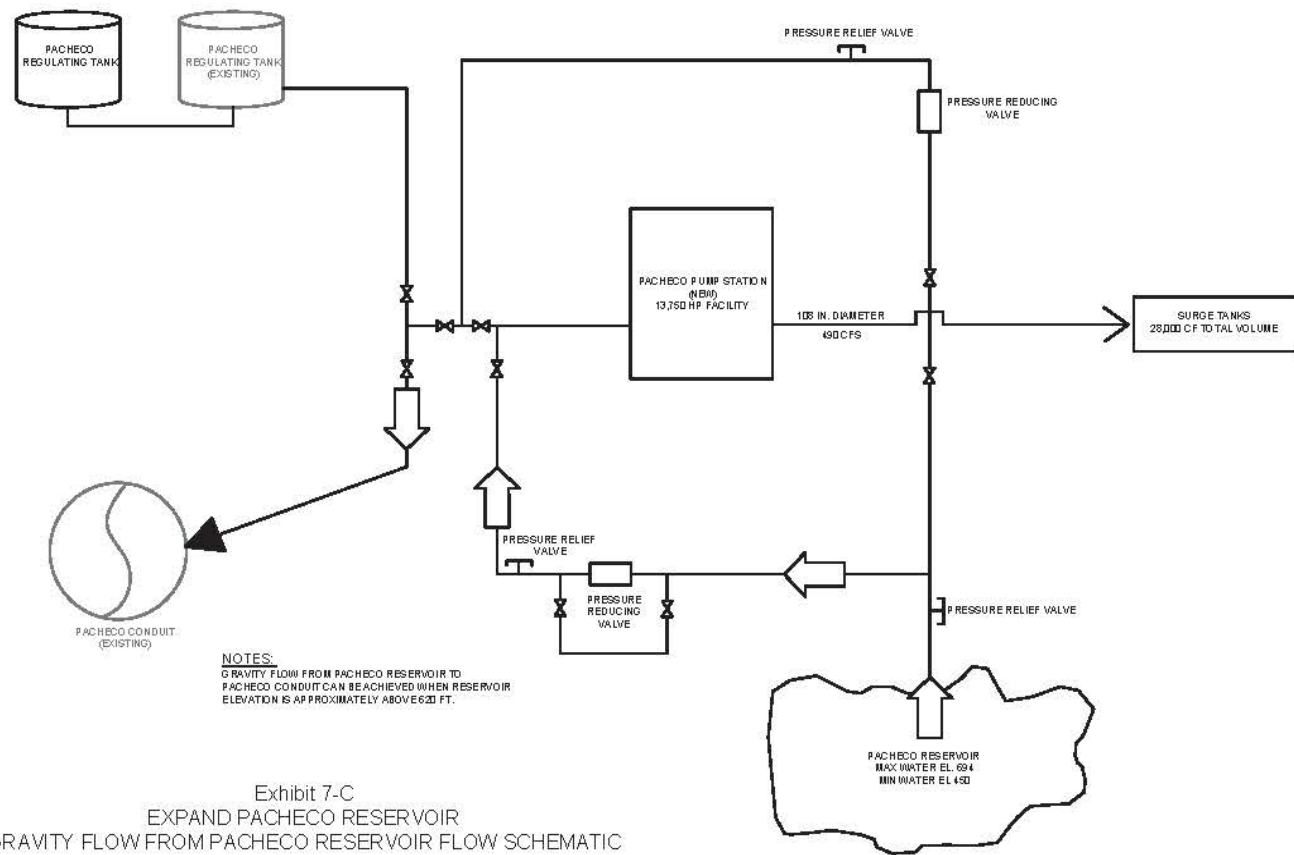 PRESSURE RELIEF VALVE
PACHECO
REGULATING TANK
PACHECO
REGULATING TANK
(EXISTING)
PRESSURE REDUCING
VALVE
PACHECO PUMP STATION
(NEW)
13,750 HP FACILITY
108 IN. DIAMETER
490 CFS
SURGE TANKS
28,000 CF TOTAL VOLUME
PRESSURE RELIEF
VALVE
PRESSURE
REDUCING
VALVE
PRESSURE RELIEF VALVE
PACHECO CONDUIT
(EXISTING)
NOTES:
GRAVITY FLOW FROM PACHECO RESERVOIR TO
PACHECO CONDUIT CAN BE ACHIEVED WHEN RESERVOIR
ELEVATION IS APPROXIMATELY ABOVE 620 FT.
PACHECO RESERVOIR
MAX WATER EL. 694
MIN WATER EL 450
Exhibit 7-C
EXPAND PACHECO RESERVOIR
GRAVITY FLOW FROM PACHECO RESERVOIR FLOW SCHEMATIC